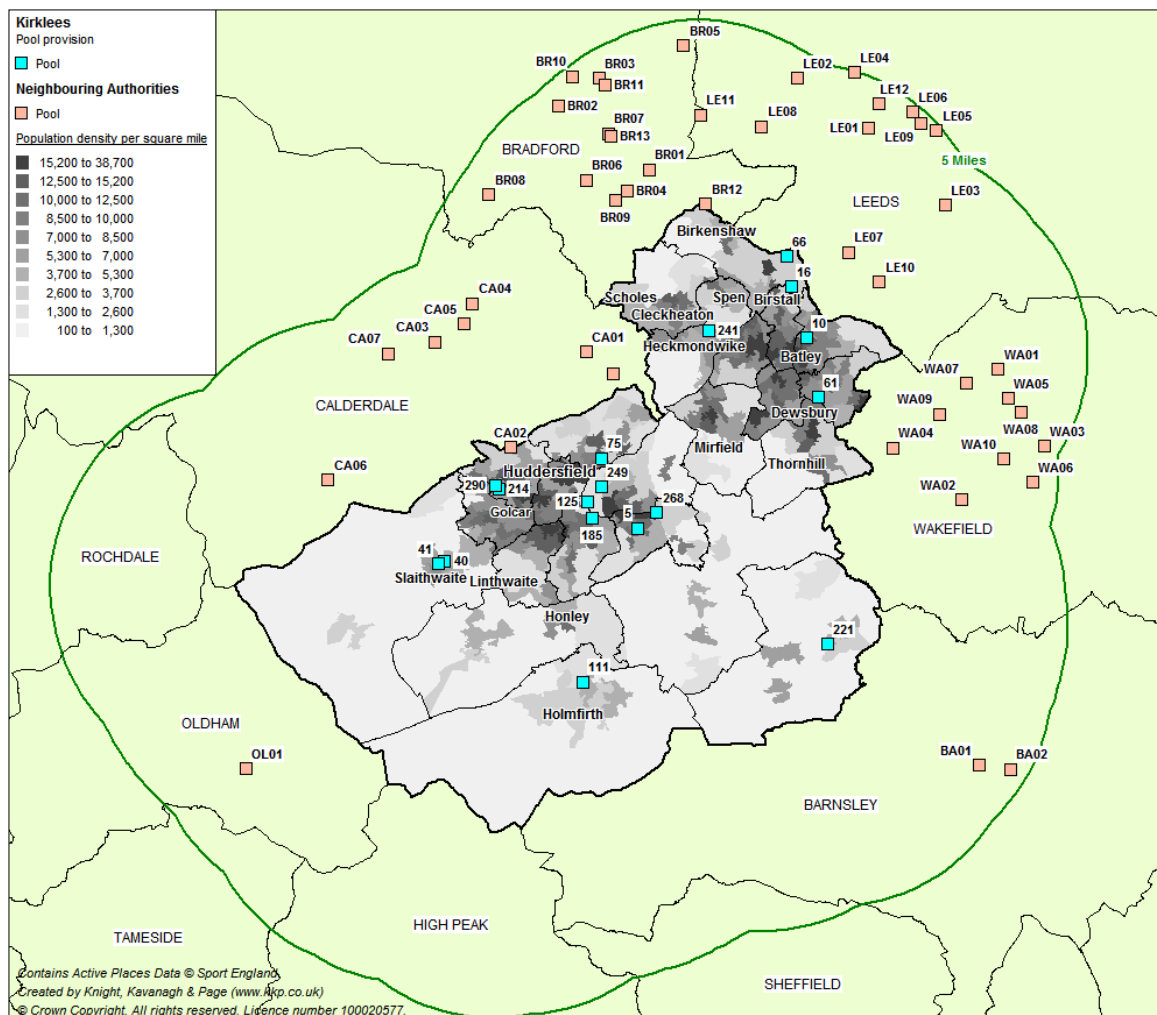 Kirklees
Pool provision
Pool
Neighbouring Authorities
Pool
Population density per square mile
15,200 to 38,700
12,500 to 15,200
10,000 to 12,500
8,500 to 10,000
7,000 to 8,500
5,300 to 7,000
3,700 to 5,300
2,600 to 3,700
1,300 to 2,600
100 to 1,300
BR05
BR10
BR03
BR11
BR02
BR07
BR13
BRADFORD
BR06
BR01
BR08
BR04
BR09
BR12
LE02
LE04
LE12
LE06
LE11
LE08
LE01
LE09
LE05
5 Miles
LE03
LEEDS
LE07
LE10
Birkenshaw
66
16
Scholes
Spen
Birstall
Cleckheaton
241
10
Heckmondwike
Batley
61
Dewsbury
Mirfield
Thornhill
CA04
CA05
CA03
CA07
CA01
CALDERDALE
CA02
CA06
WA01
WA07
WA05
WA09
WA08
WA03
WA04
WA10
WA06
WA02
WAKEFIELD
75
Huddersfield
249
290
214
125
268
Golcar
5
185
41
40
Slaithwaite
Linthwaite
Honley
221
111
Holmfirth
ROCHDALE
OLDHAM
OL01
BA01
BA02
BARNSLEY
HIGH PEAK
TAMESIDE
SHEFFIELD
Contains Active Places Data © Sport England
Created by Knight, Kavanagh & Page (www.kkp.co.uk)
© Crown Copyright. All rights reserved. Licence number 100020577.